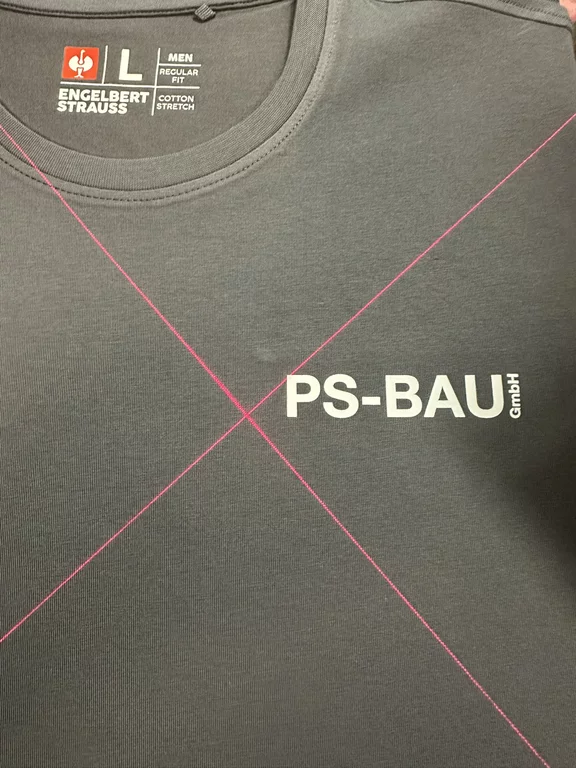 L
MEN
REGULAR
FIT
ENGELBERT
STRAUSS
COTTON
STRETCH
PS-BAU GmbH